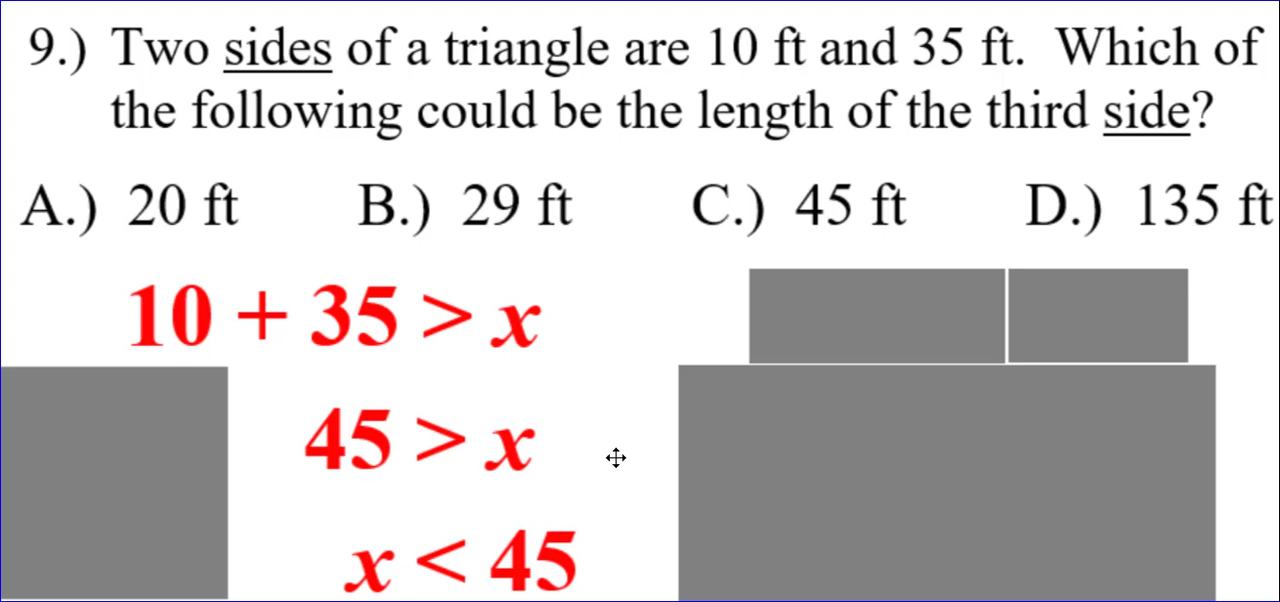 9.) Two sides of a triangle are 10 ft and 35 ft. Which of
the following could be the length of the third side?
A.) 20 ft B.) 29 ft C.) 45 ft D.) 135 ft
10 + 35 > x
45 > x
x < 45